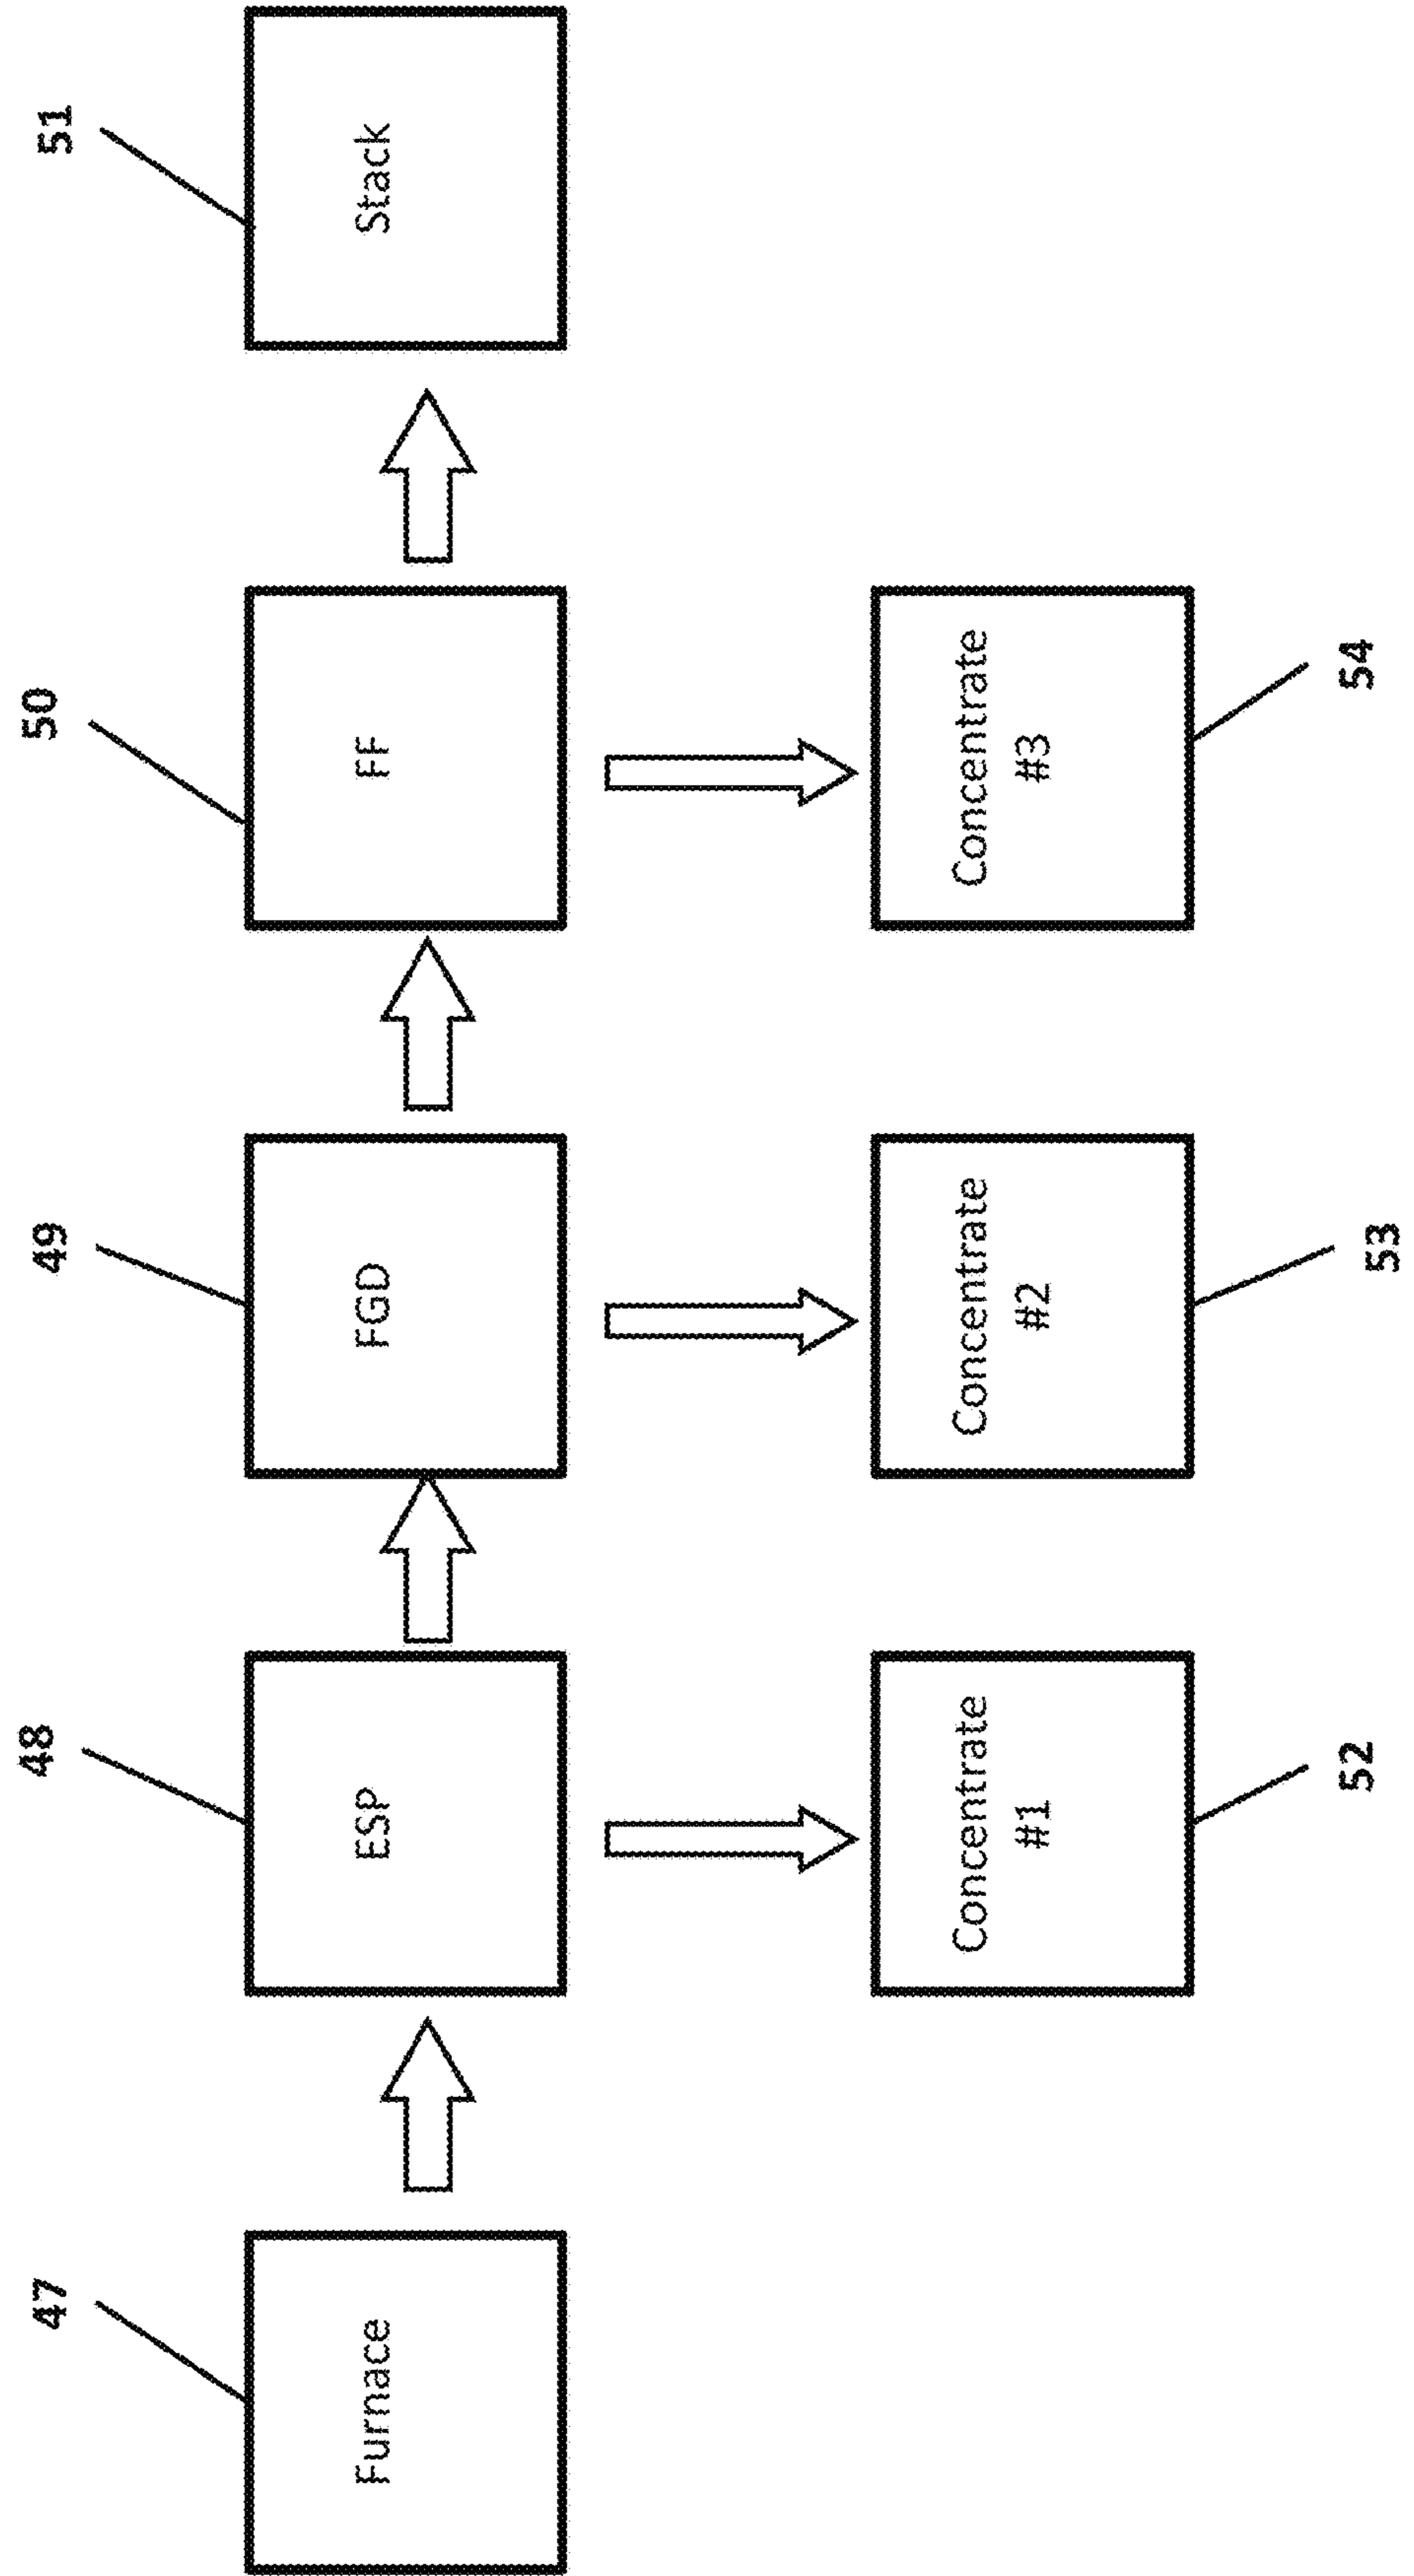 47
48
49
50
51
Furnace
ESP
FGD
FF
Stack
Concentrate
#1
Concentrate
#2
Concentrate
#3
52
53
54